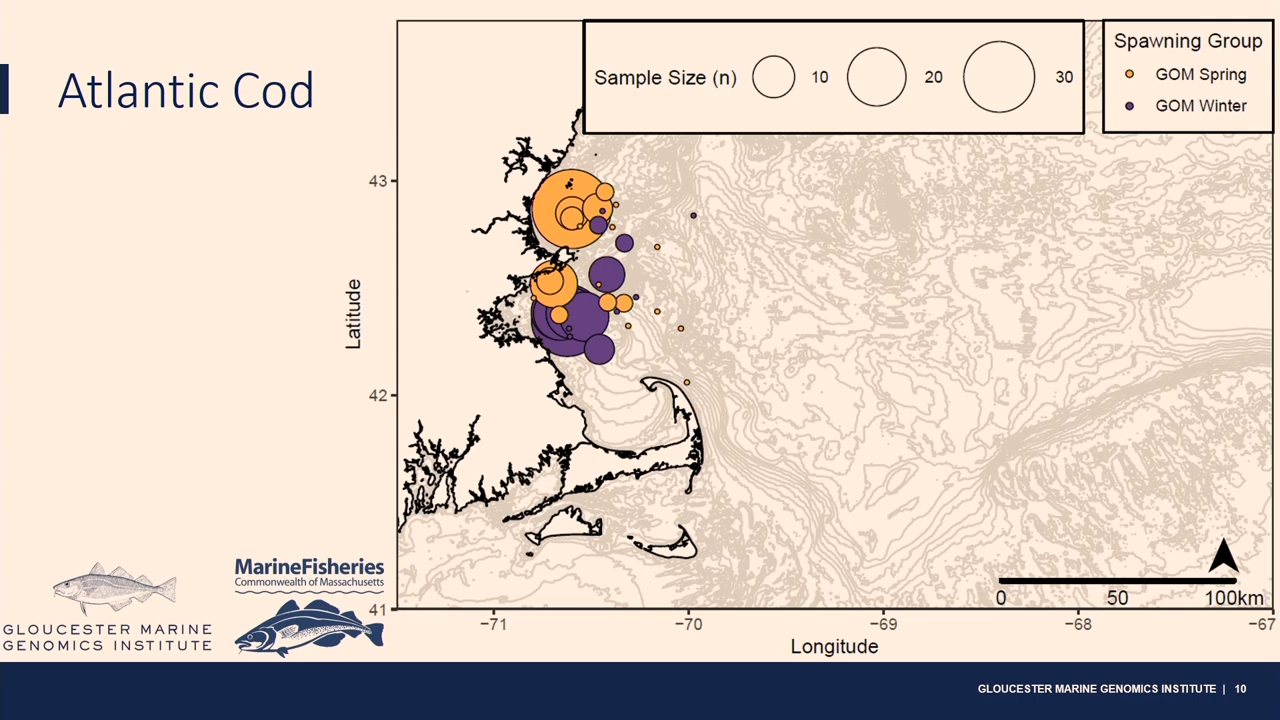 Atlantic Cod
Sample Size (n)
10
20
30
Spawning Group
GOM Spring
GOM Winter
43
42
41
Latitude
−71
−70
−69
−68
−67
Longitude
0 50 100km
MarineFisheries
Commonwealth of Massachusetts
GLOUCESTER MARINE
GENOMICS INSTITUTE
GLOUCESTER MARINE GENOMICS INSTITUTE | 10